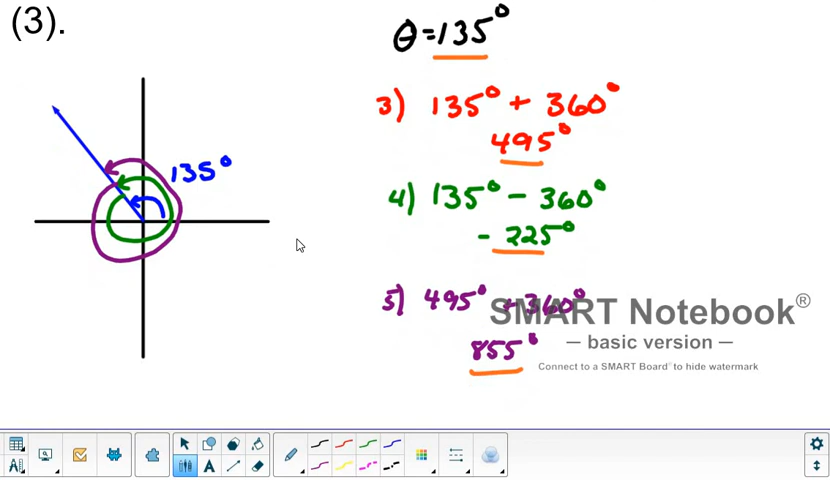 (3).
θ=135°
135°
3) 135° + 360°
495°
4) 135° - 360°
- 225°
5) 495° + 360°
855°
SMART Notebook®
— basic version —
Connect to a SMART Board™ to hide watermark
A
A